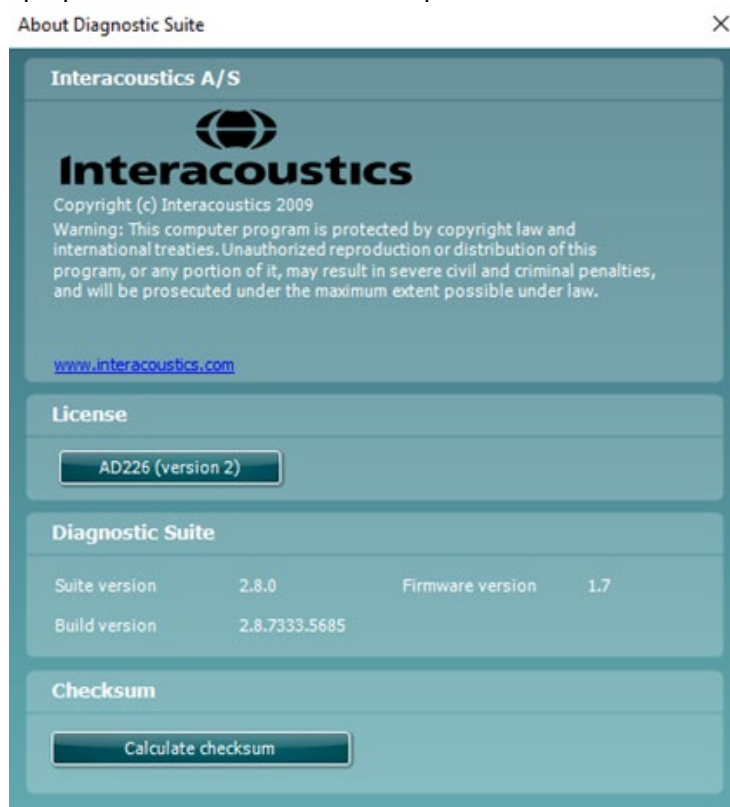 About Diagnostic Suite
Interacoustics A/S
Interacoustics
Copyright (c) Interacoustics 2009
Warning: This computer program is protected by copyright law and
international treaties. Unauthorized reproduction or distribution of this
program, or any portion of it, may result in severe civil and criminal penalties,
and will be prosecuted under the maximum extent possible under law.
www.interacoustics.com
License
AD226 (version 2)
Diagnostic Suite
Suite version 2.8.0 Firmware version 1.7
Build version 2.8.7333.5685
Checksum
Calculate checksum